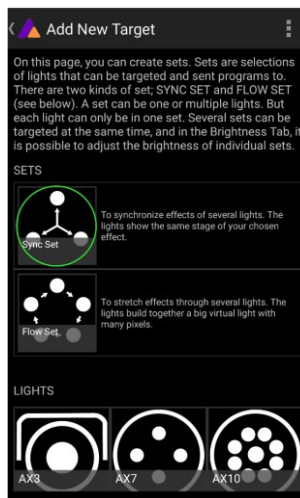 Add New Target
On this page, you can create sets. Sets are selections
of lights that can be targeted and sent programs to.
There are two kinds of set; SYNC SET and FLOW SET
(see below). A set can be one or multiple lights. But
each light can only be in one set. Several sets can be
targeted at the same time, and in the Brightness Tab, it
is possible to adjust the brightness of individual sets.
SETS
To synchronize effects of several lights. The
lights show the same stage of your chosen
effect.
Sync Set
To stretch effects through several lights. The
lights build together a big virtual light with
many pixels.
Flow Set
LIGHTS
AX3 AX7 AX10